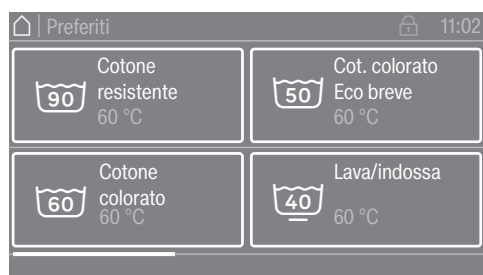 Preferiti
11:02
90
Cotone
resistente
60 °C
50
Cot. colorato
Eco breve
60 °C
60
Cotone
colorato
60 °C
40
Lava/indossa
60 °C